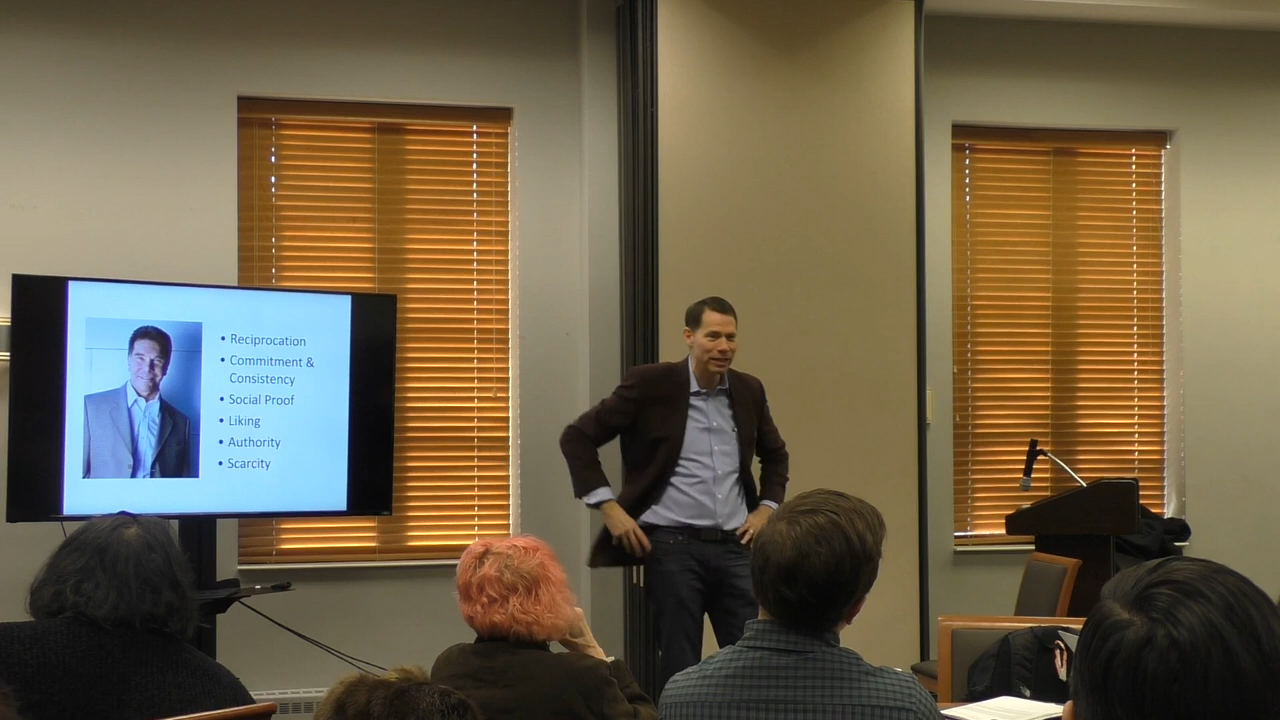 • Reciprocation
• Commitment &
Consistency
• Social Proof
• Liking
• Authority
• Scarcity